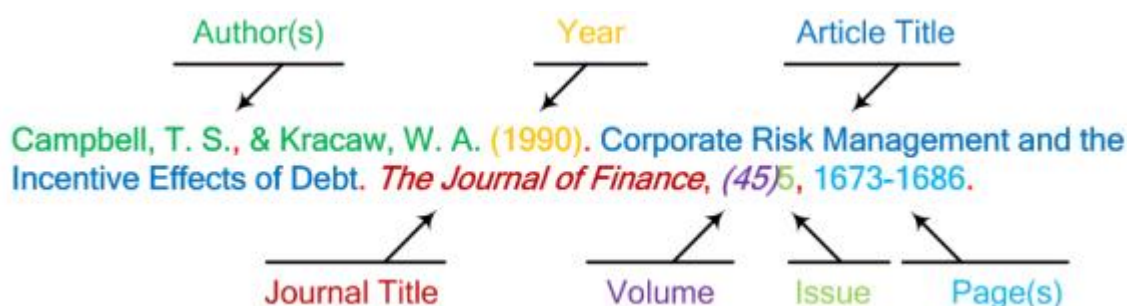 Author(s) Year Article Title
Campbell, T. S., & Kracaw, W. A. (1990). Corporate Risk Management and the
Incentive Effects of Debt. The Journal of Finance, (45)5, 1673-1686.
Journal Title Volume Issue Page(s)